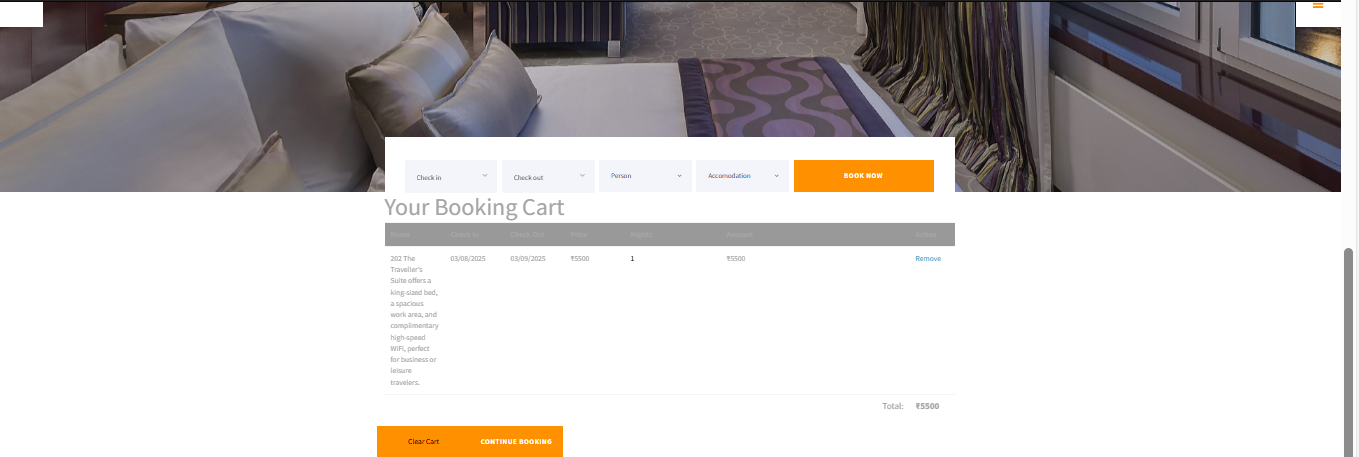 Check in Check out Person Accomodation BOOK NOW
Your Booking Cart
Name Check In Check Out Price Nights Amount Action
202 The 03/08/2025 03/09/2025 ₹5500 1 ₹5500 Remove
Traveller's
Suite offers a
king-sized bed,
a spacious
work area, and
complimentary
high-speed
WiFi, perfect
for business or
leisure
travelers.
Total: ₹5500
Clear Cart CONTINUE BOOKING